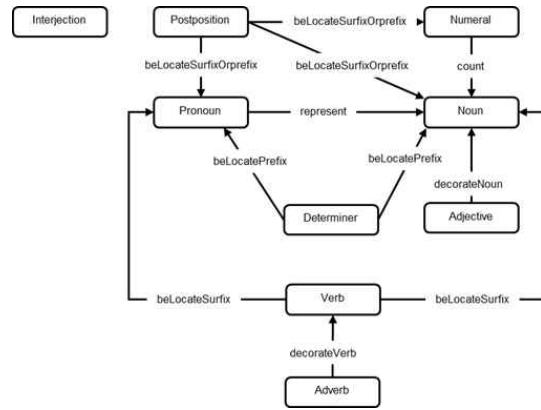 Interjection
Postposition
beLocateSurfixOrprefix
Numeral
beLocateSurfixOrprefix
beLocateSurfixOrprefix
count
Pronoun
represent
Noun
beLocatePrefix
beLocatePrefix
decorateNoun
Determiner
Adjective
beLocateSurfix
Verb
beLocateSurfix
decorateVerb
Adverb